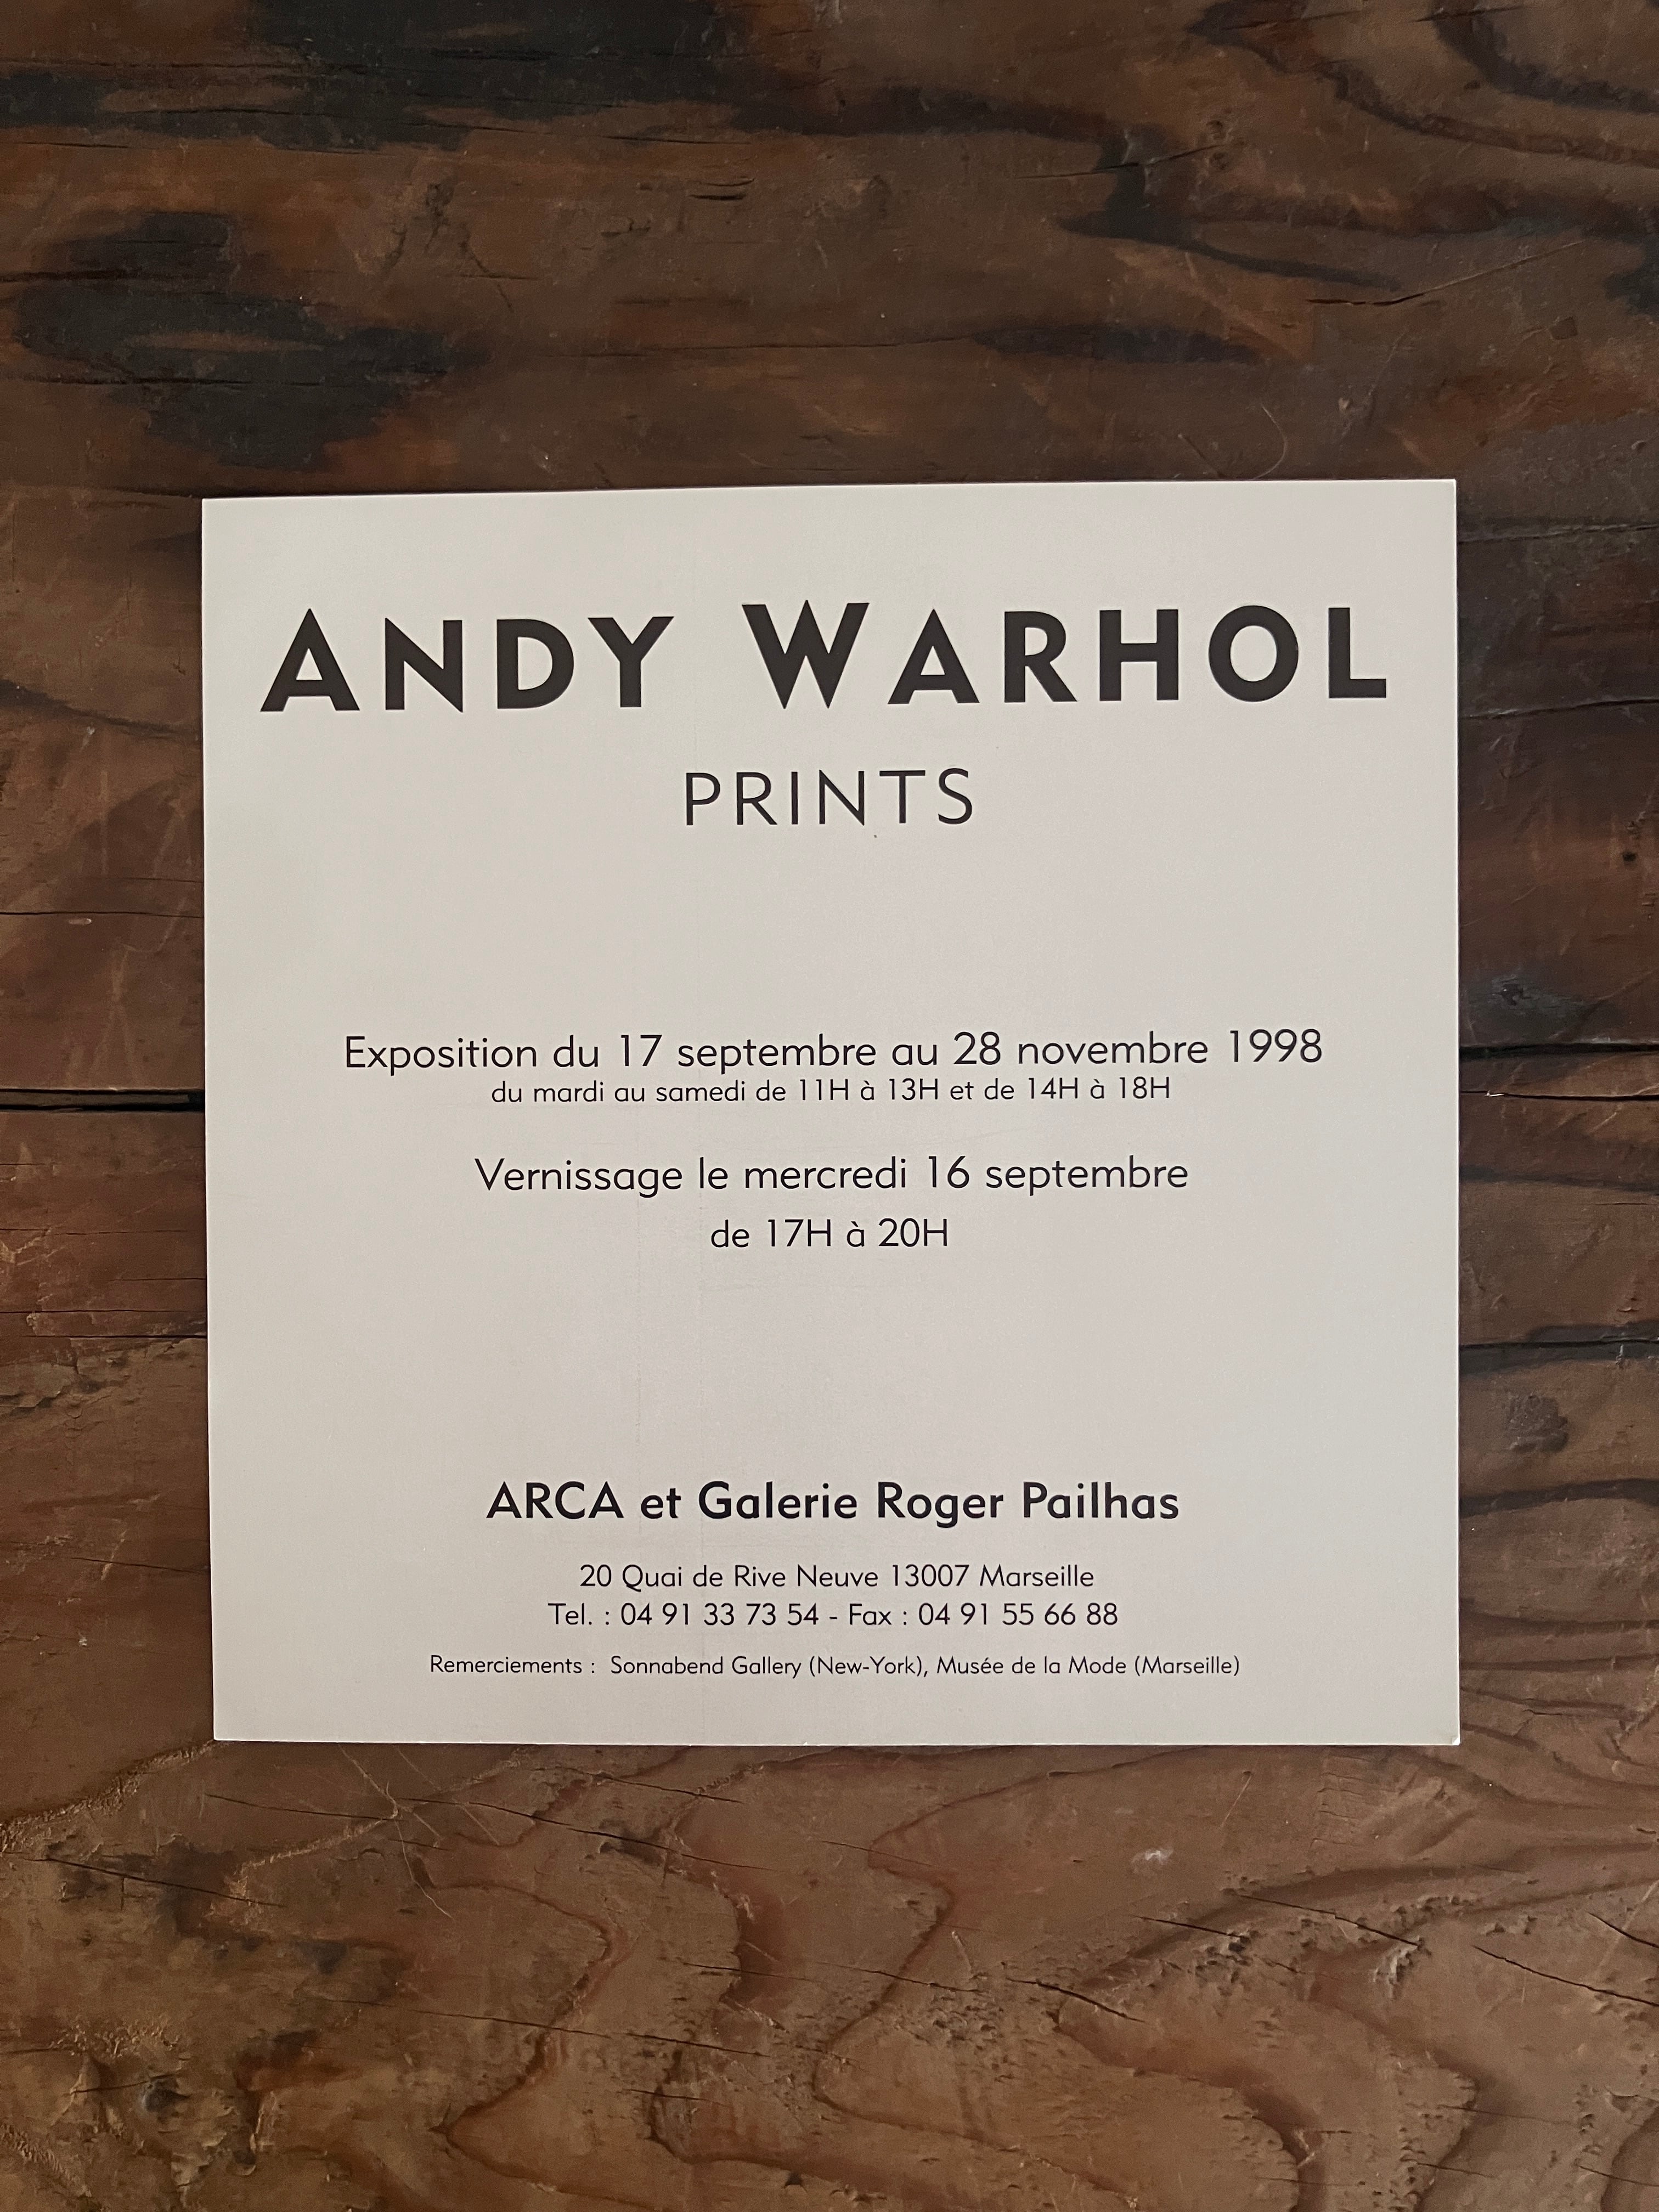 ANDY WARHOL
PRINTS
Exposition du 17 septembre au 28 novembre 1998
du mardi au samedi de 11H à 13H et de 14H à 18H
Vernissage le mercredi 16 septembre
de 17H à 20H
ARCA et Galerie Roger Pailhas
20 Quai de Rive Neuve 13007 Marseille
Tel. : 04 91 33 73 54 - Fax : 04 91 55 66 88
Remerciements : Sonnabend Gallery (New-York), Musée de la Mode (Marseille)